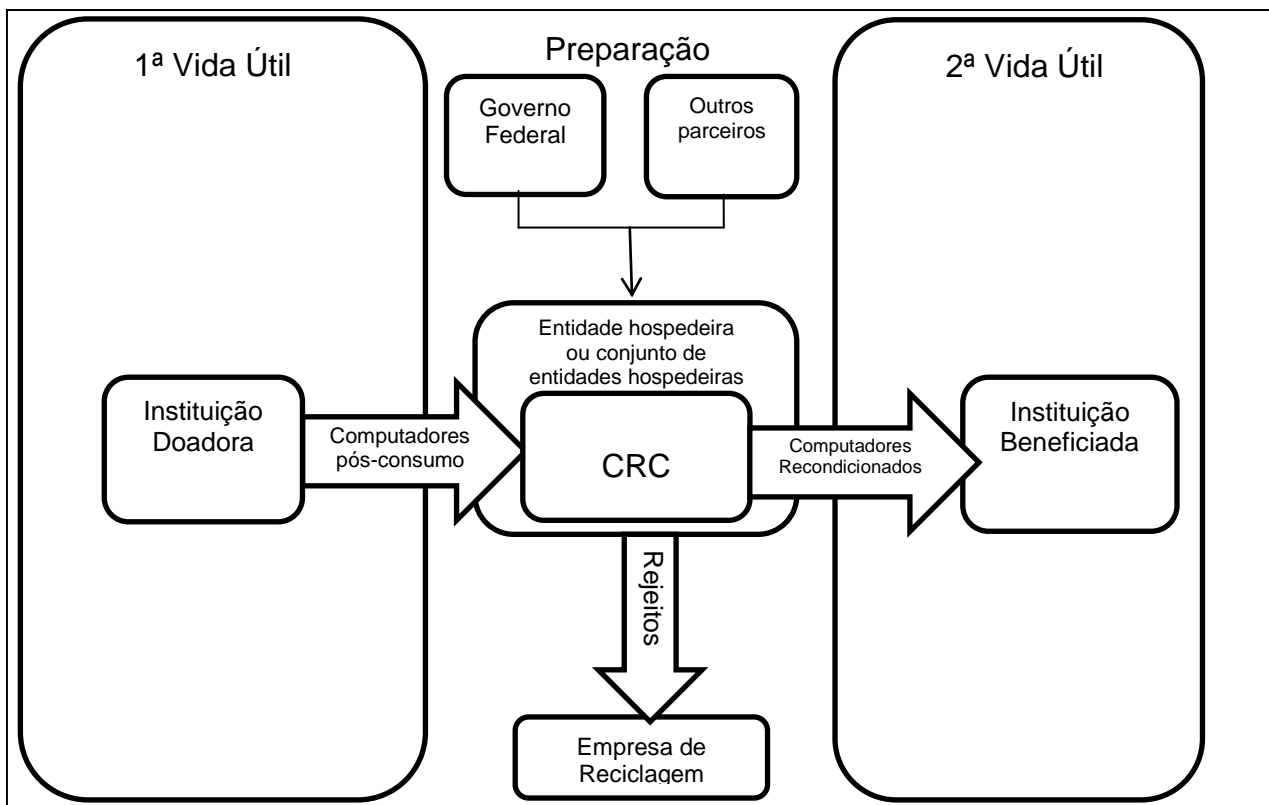 1ª Vida Útil
Preparação
2ª Vida Útil
Governo
Federal
Outros
parceiros
Entidade hospedeira
ou conjunto de
entidades hospedeiras
Instituição
Doadora
Computadores
pós-consumo
CRC
Computadores
Recondicionados
Instituição
Beneficiada
Rejeitos
Empresa de
Reciclagem